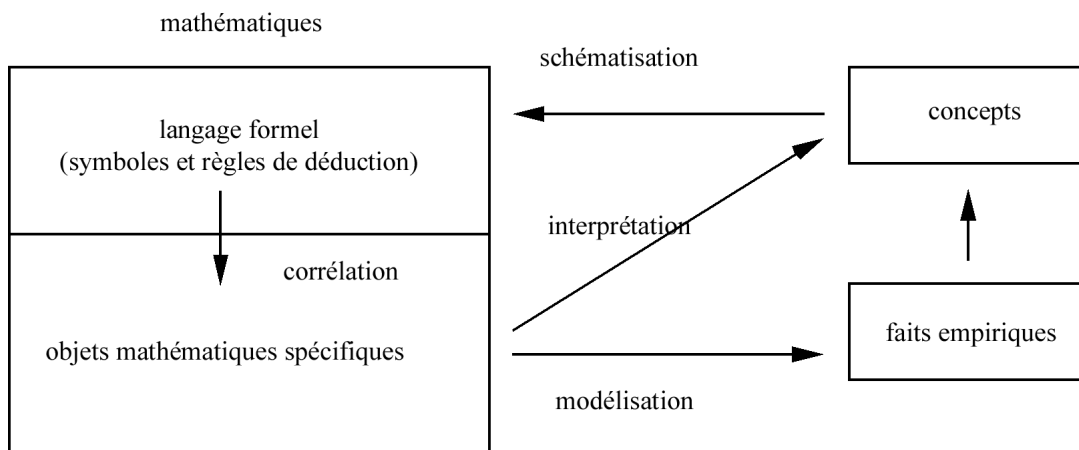 mathématiques
schématisation
concepts
langage formel
(symboles et règles de déduction)
interprétation
corrélation
faits empiriques
objets mathématiques spécifiques
modélisation